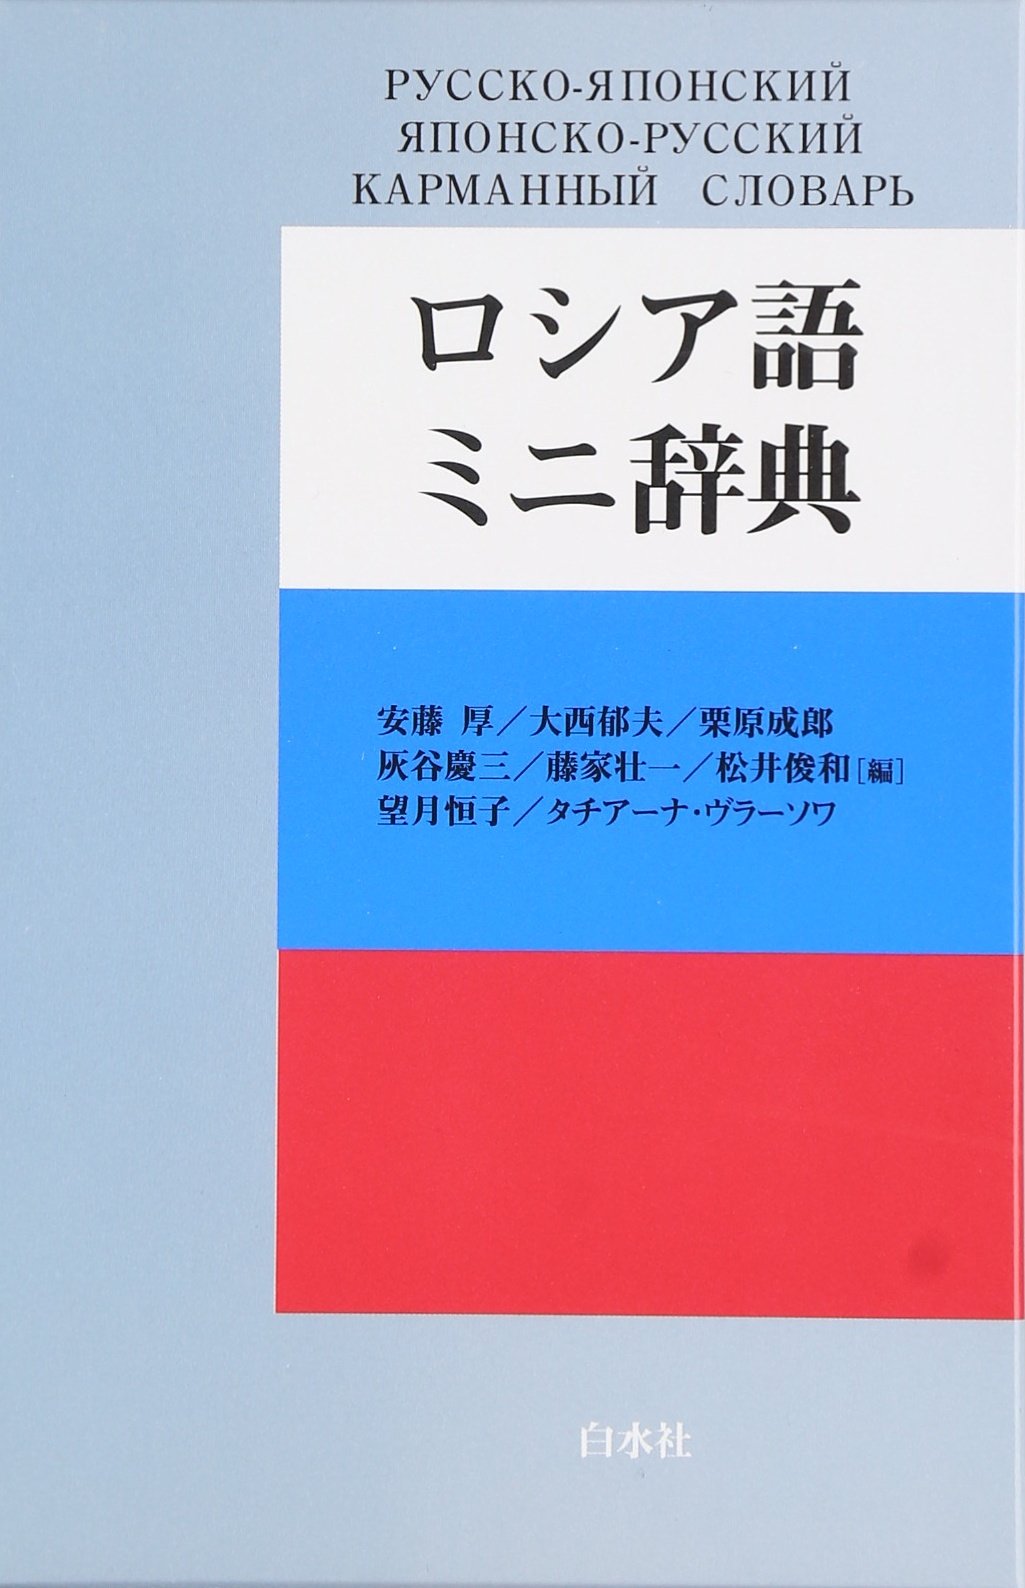 РУССКО-ЯПОНСКИЙ
ЯПОНСКО-РУССКИЙ
КАРМАННЫЙ СЛОВАРЬ
ロシア語
ミニ辞典
安藤 厚／大西郁夫／栗原成郎
灰谷慶三／藤家壮一／松井俊和[編]
望月恒子／タチアーナ・ヴラーソワ
白水社